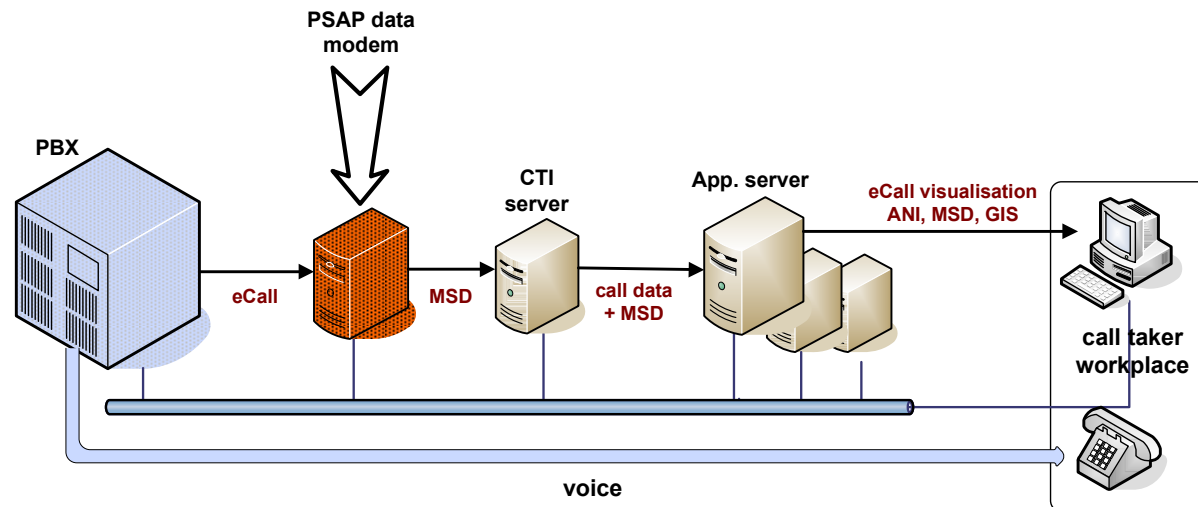 PSAP data
modem
PBX
CTI
server
App. server
eCall visualisation
ANI, MSD, GIS
eCall
MSD
call data
+ MSD
call taker
workplace
voice